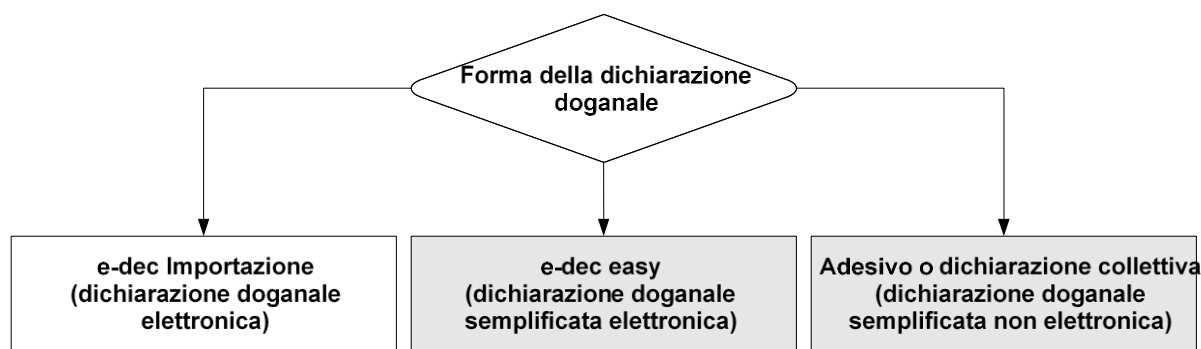 Forma della dichiarazione
doganale
e-dec Importazione
(dichiarazione doganale
elettronica)
e-dec easy
(dichiarazione doganale
semplificata elettronica)
Adesivo o dichiarazione collettiva
(dichiarazione doganale
semplificata non elettronica)